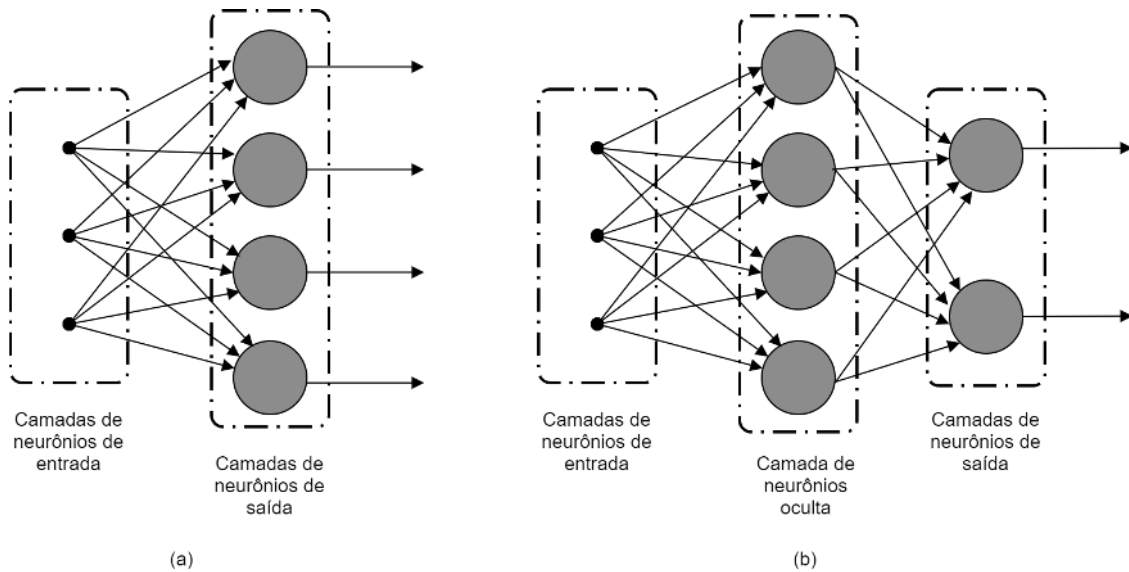 Camadas de
neurônios de
entrada
Camadas de
neurônios de
saída
(a)
Camadas de
neurônios de
entrada
Camada de
neurônios
oculta
Camadas de
neurônios de
saída
(b)